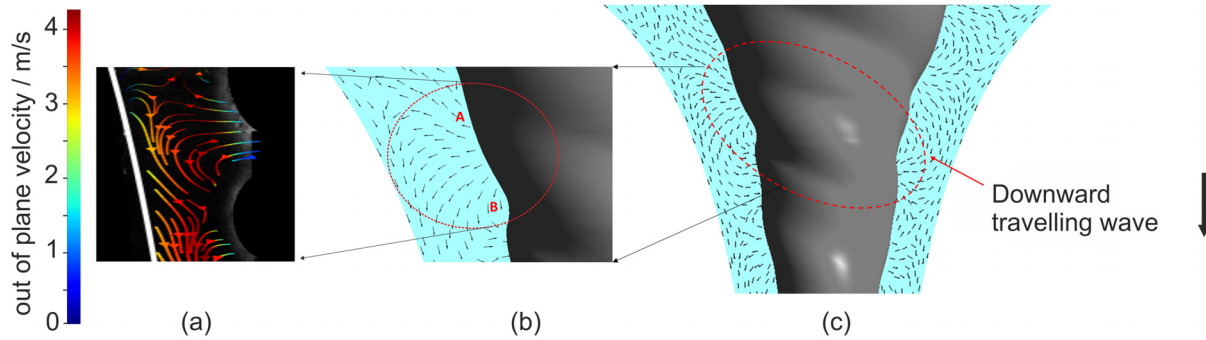 out of plane velocity / m/s
4
3
2
1
0
A
B
Downward
travelling wave
(a)
(b)
(c)